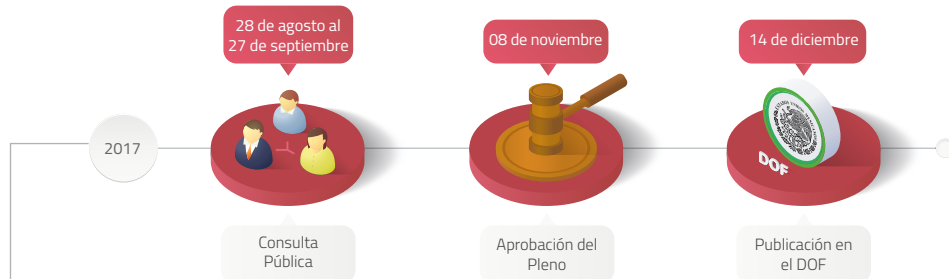 28 de agosto al
27 de septiembre
08 de noviembre
14 de diciembre
2017
DOF
Consulta
Pública
Aprobación del
Pleno
Publicación en
el DOF